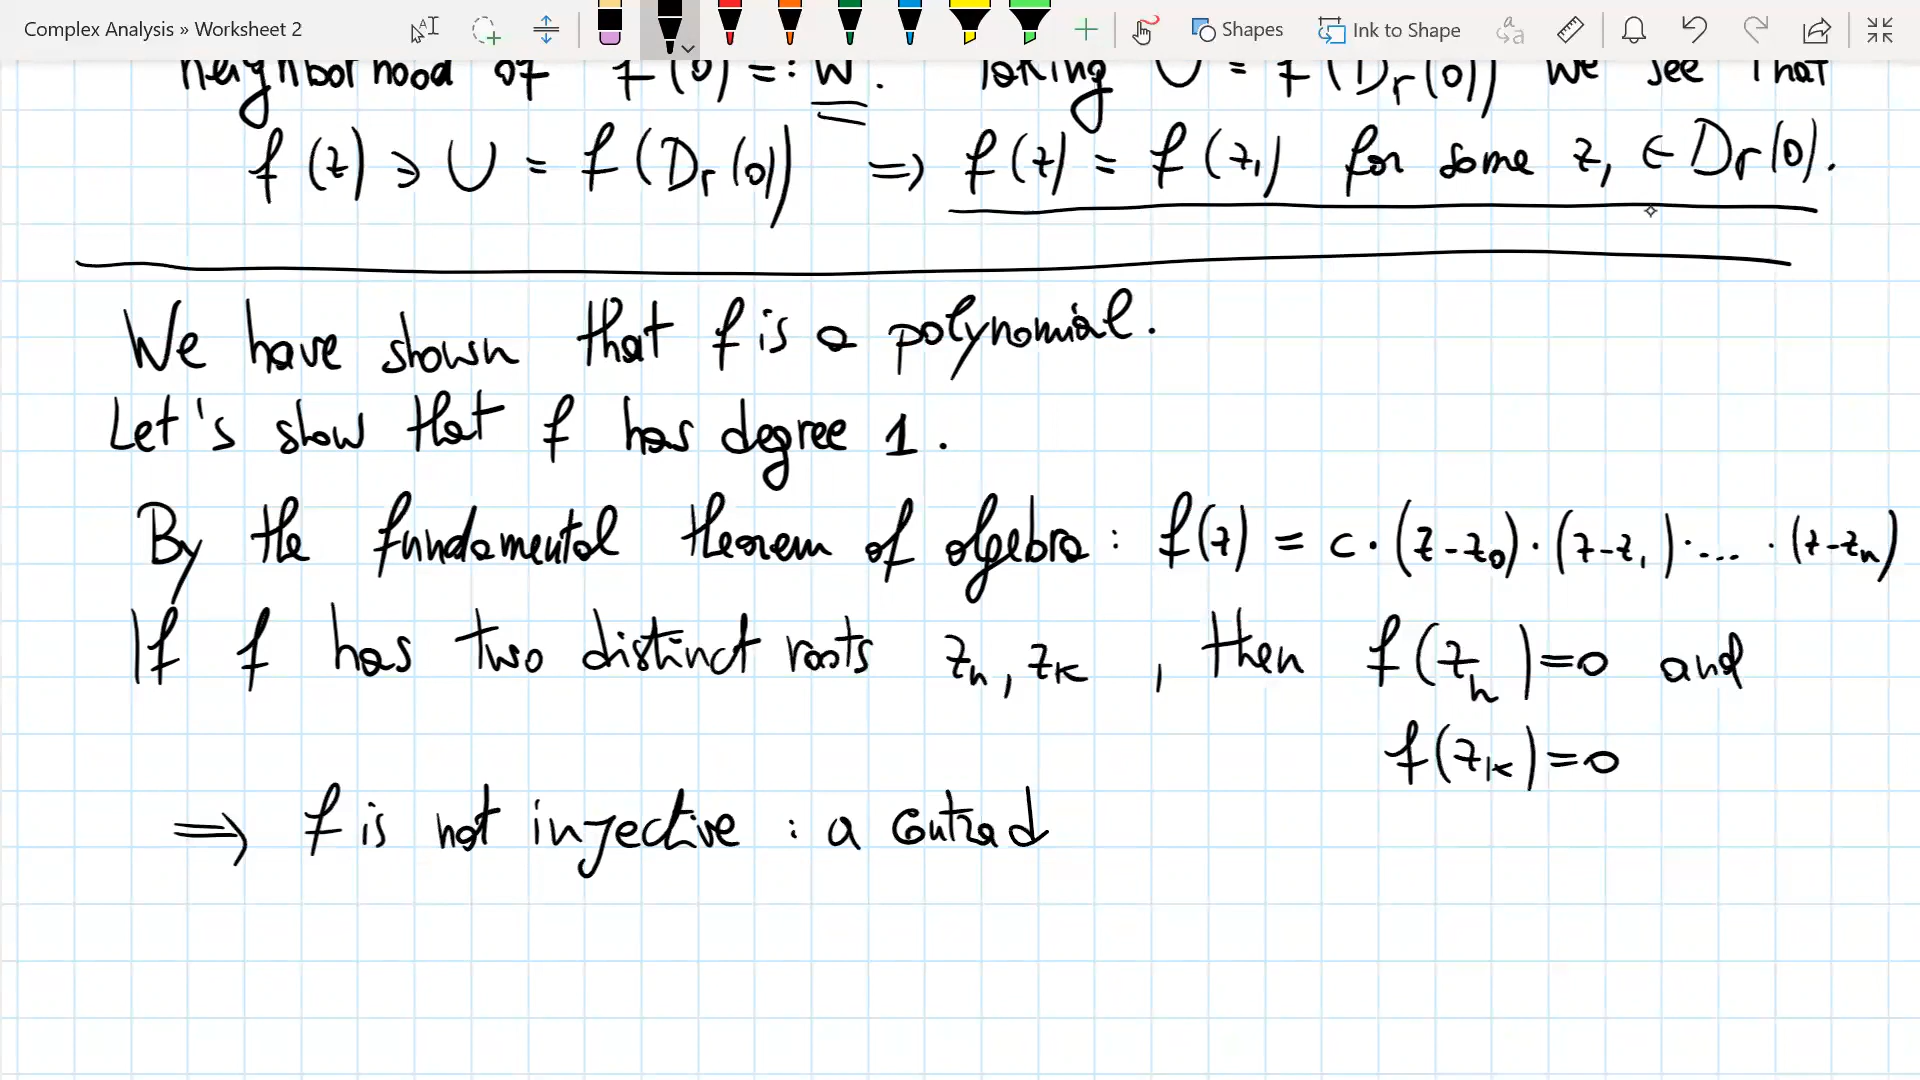 Complex Analysis » Worksheet 2 Shapes Ink to Shape
neighborhood of f(0)=:w. Taking U = f(Dr(0)) we see that
f(z) ∋ U = f(Dr(0)) ⟹ f(z) = f(z₁) for some z₁ ∈ Dr(0).
We have shown that f is a polynomial.
Let's show that f has degree 1.
By the fundamental theorem of algebra: f(z) = c·(z-z₀)·(z-z₁)·...·(z-zₙ)
If f has two distinct roots zₙ, zₖ, then f(zₙ)=0 and
f(zₖ)=0
⟹ f is not injective: a contrad